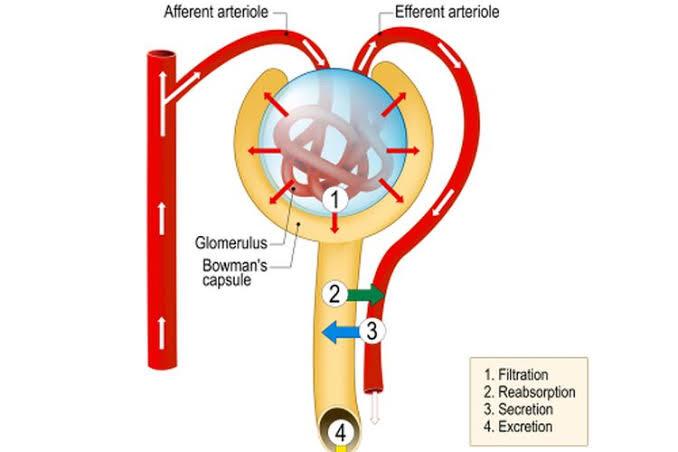 Afferent arteriole
Efferent arteriole
1
Glomerulus
Bowman's
capsule
2
3
4
1. Filtration
2. Reabsorption
3. Secretion
4. Excretion